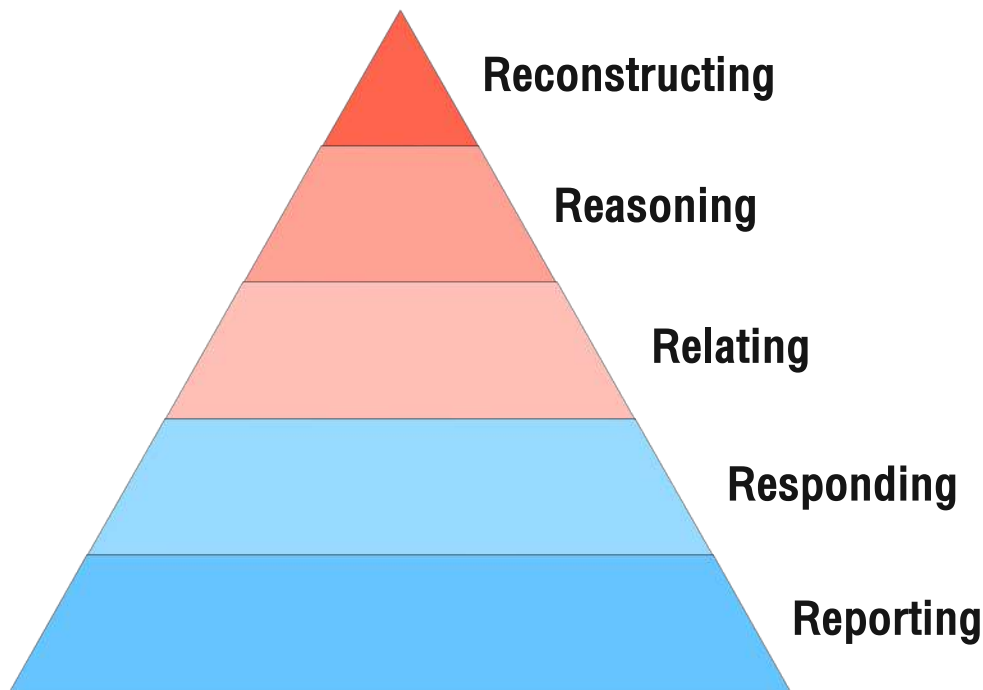 Reconstructing
Reasoning
Relating
Responding
Reporting